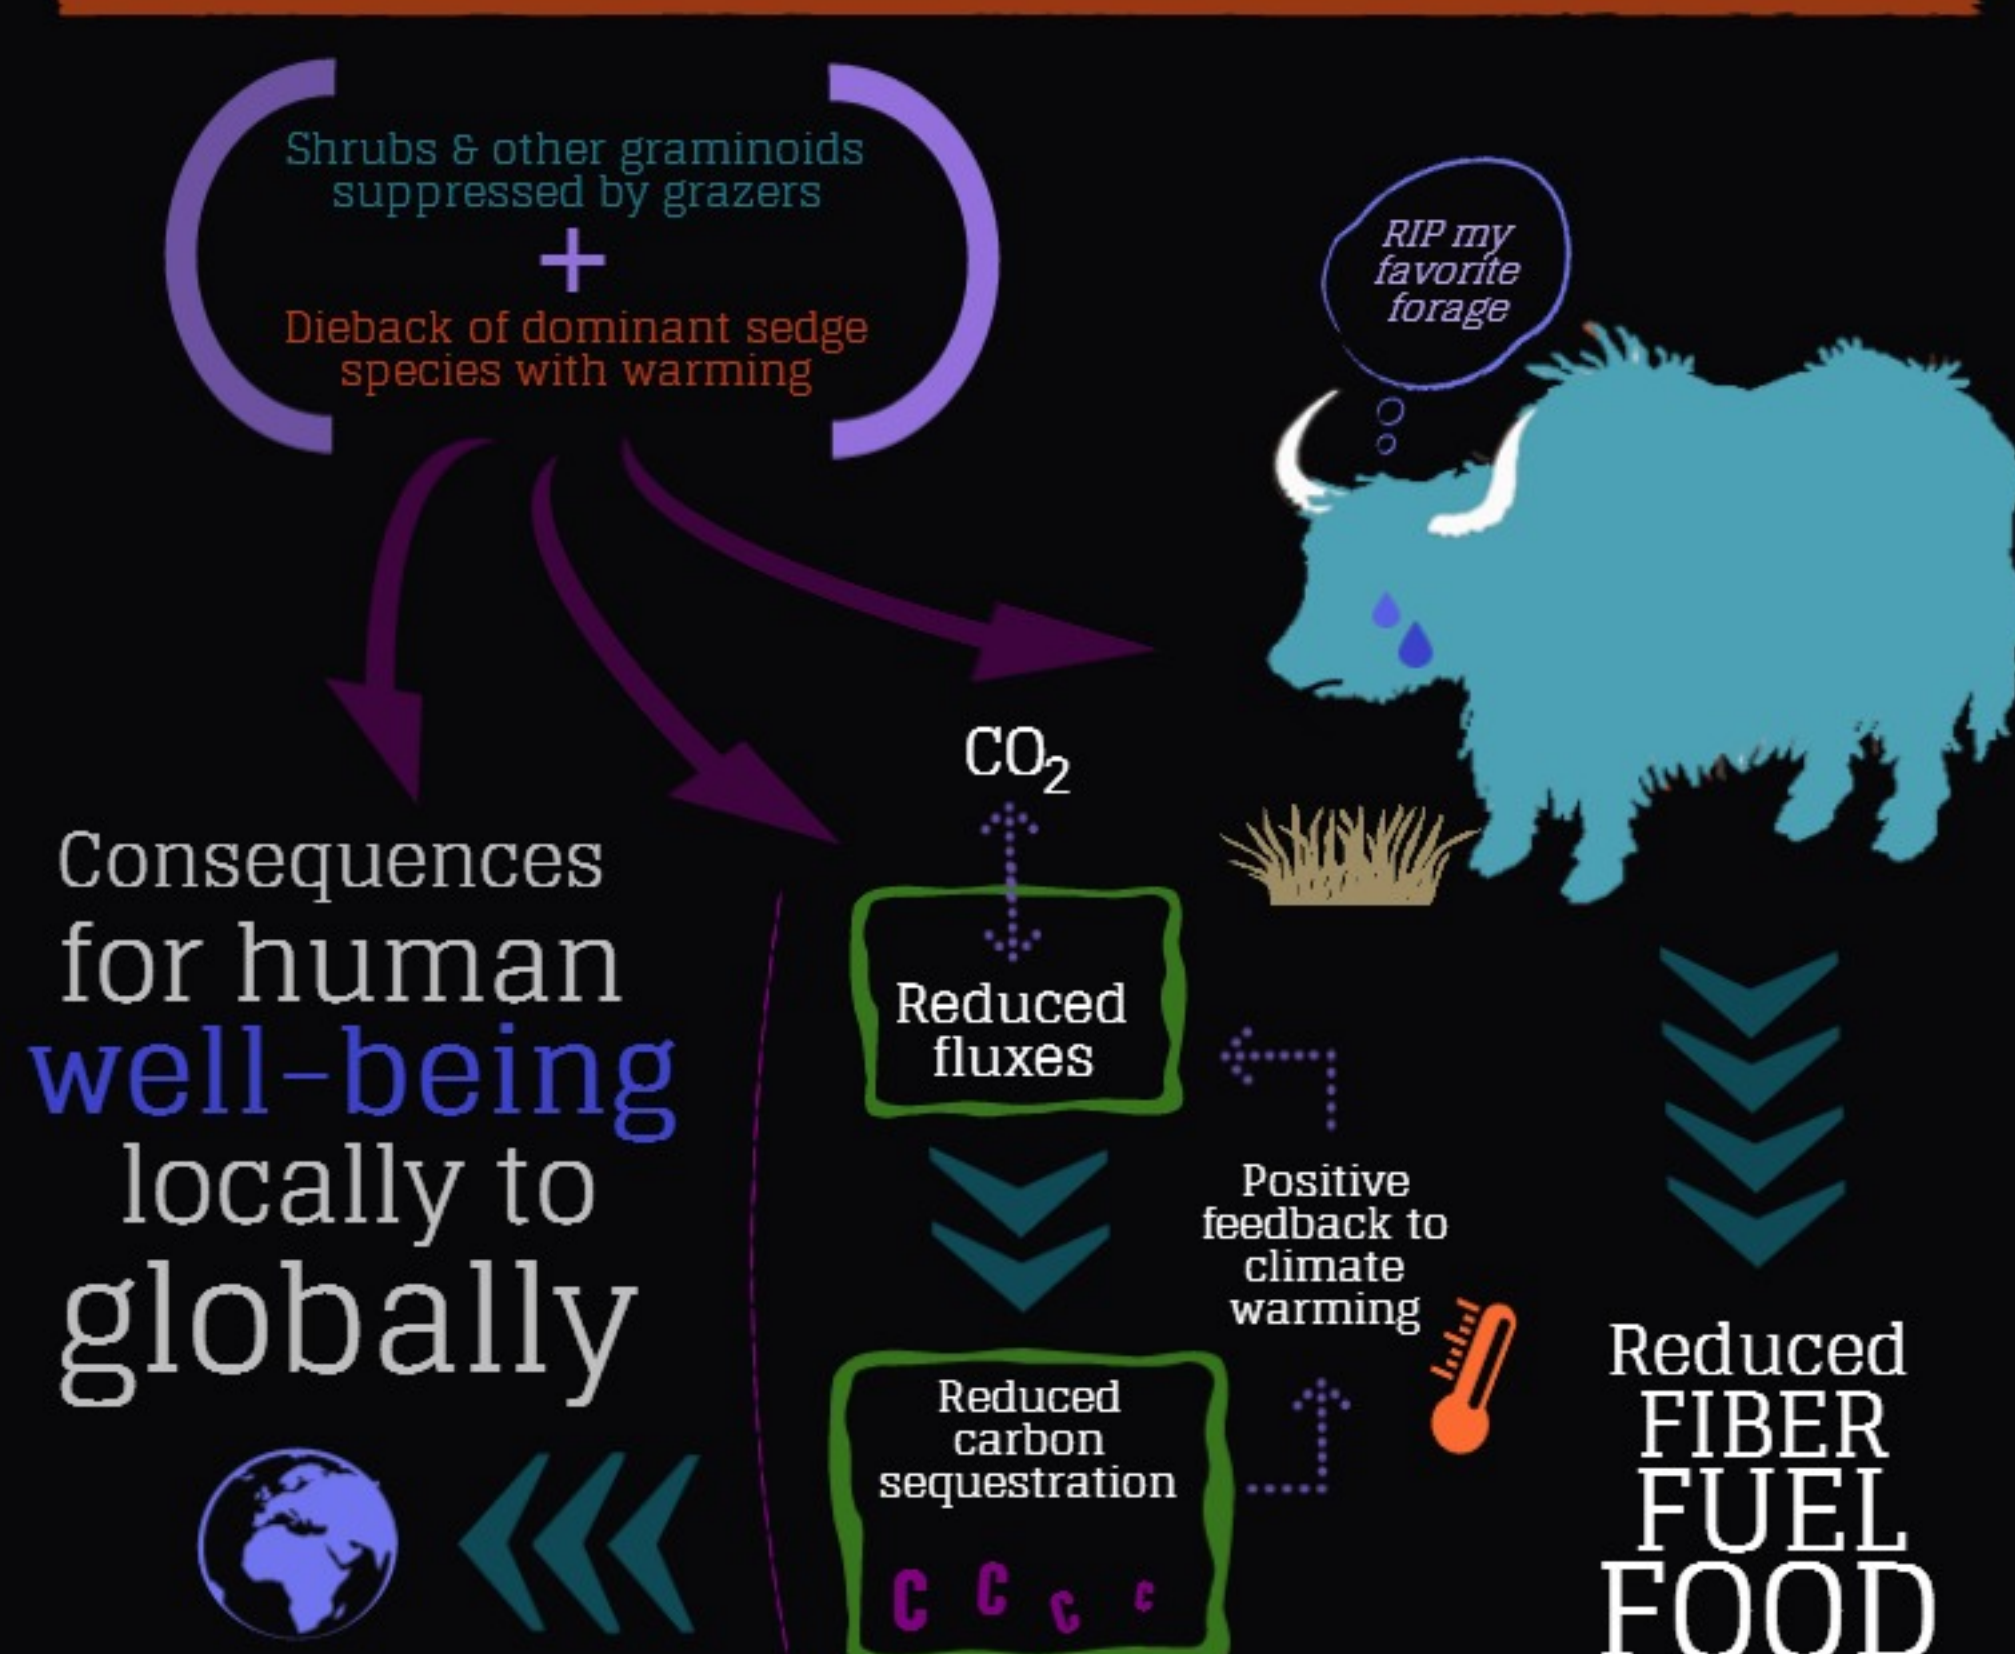 Shrubs & other graminoids
suppressed by grazers
+
Dieback of dominant sedge
species with warming
RIP my
favorite
forage
CO₂
Consequences
for human
well-being
locally to
globally
Reduced
fluxes
Positive
feedback to
climate
warming
Reduced
carbon
sequestration
C C C C
Reduced
FIBER
FUEL
FOOD